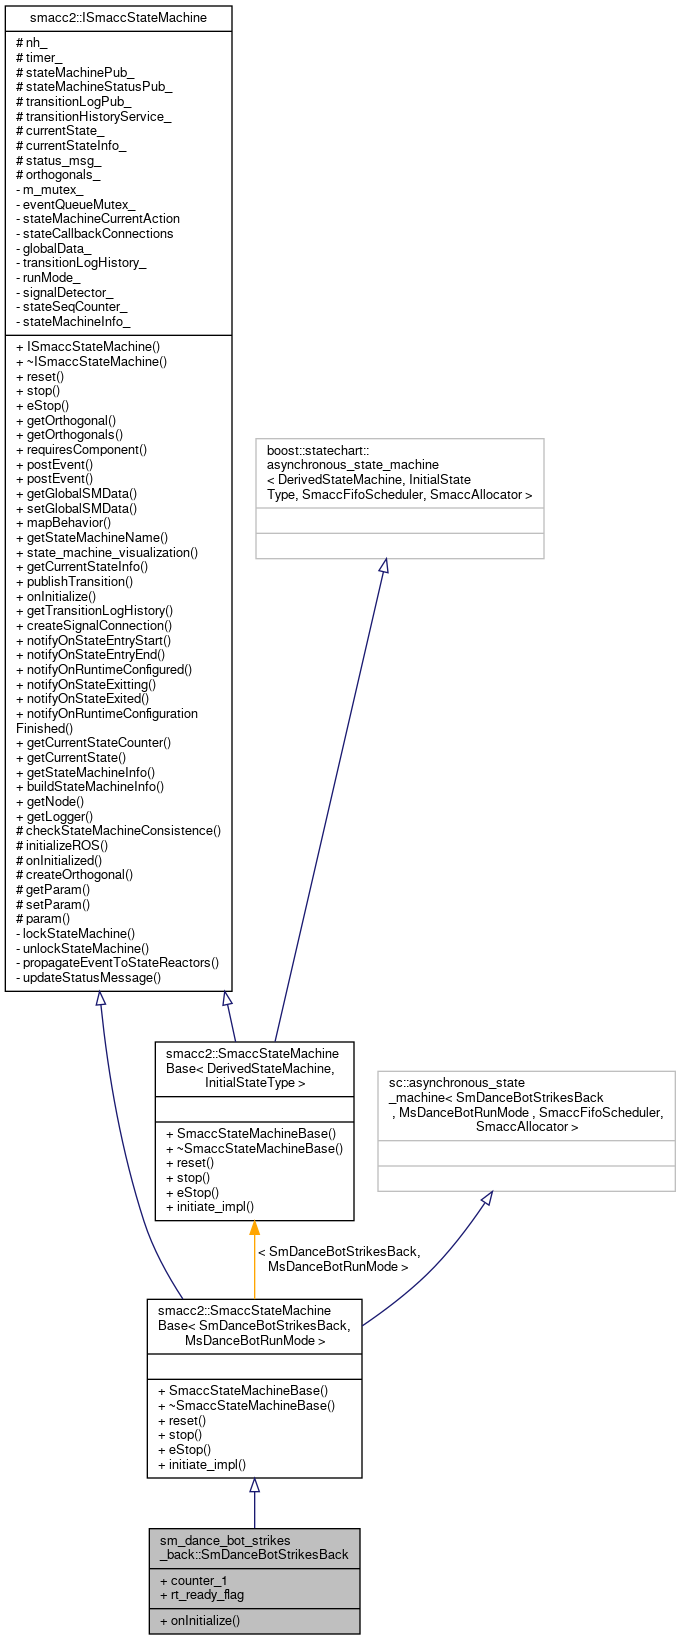 smacc2::ISmaccStateMachine
# nh_
# timer_
# stateMachinePub_
# stateMachineStatusPub_
# transitionLogPub_
# transitionHistoryService_
# currentState_
# currentStateInfo_
# status_msg_
# orthogonals_
- m_mutex_
- eventQueueMutex_
- stateMachineCurrentAction
- stateCallbackConnections
- globalData_
- transitionLogHistory_
- runMode_
- signalDetector_
- stateSeqCounter_
- stateMachineInfo_
+ ISmaccStateMachine()
+ ~ISmaccStateMachine()
+ reset()
+ stop()
+ eStop()
+ getOrthogonal()
+ getOrthogonals()
+ requiresComponent()
+ postEvent()
+ postEvent()
+ getGlobalSMData()
+ setGlobalSMData()
+ mapBehavior()
+ getStateMachineName()
+ state_machine_visualization()
+ getCurrentStateInfo()
+ publishTransition()
+ onInitialize()
+ getTransitionLogHistory()
+ createSignalConnection()
+ notifyOnStateEntryStart()
+ notifyOnStateEntryEnd()
+ notifyOnRuntimeConfigured()
+ notifyOnStateExitting()
+ notifyOnStateExited()
+ notifyOnRuntimeConfiguration
Finished()
+ getCurrentStateCounter()
+ getCurrentState()
+ getStateMachineInfo()
+ buildStateMachineInfo()
+ getNode()
+ getLogger()
# checkStateMachineConsistence()
# initializeROS()
# onInitialized()
# createOrthogonal()
# getParam()
# setParam()
# param()
- lockStateMachine()
- unlockStateMachine()
- propagateEventToStateReactors()
- updateStatusMessage()
boost::statechart::
asynchronous_state_machine
< DerivedStateMachine, InitialState
Type, SmaccFifoScheduler, SmaccAllocator >
smacc2::SmaccStateMachine
Base< DerivedStateMachine,
InitialStateType >
+ SmaccStateMachineBase()
+ ~SmaccStateMachineBase()
+ reset()
+ stop()
+ eStop()
+ initiate_impl()
sc::asynchronous_state
_machine< SmDanceBotStrikesBack
, MsDanceBotRunMode , SmaccFifoScheduler,
SmaccAllocator >
< SmDanceBotStrikesBack,
MsDanceBotRunMode >
smacc2::SmaccStateMachine
Base< SmDanceBotStrikesBack,
MsDanceBotRunMode >
+ SmaccStateMachineBase()
+ ~SmaccStateMachineBase()
+ reset()
+ stop()
+ eStop()
+ initiate_impl()
sm_dance_bot_strikes
_back::SmDanceBotStrikesBack
+ counter_1
+ rt_ready_flag
+ onInitialize()